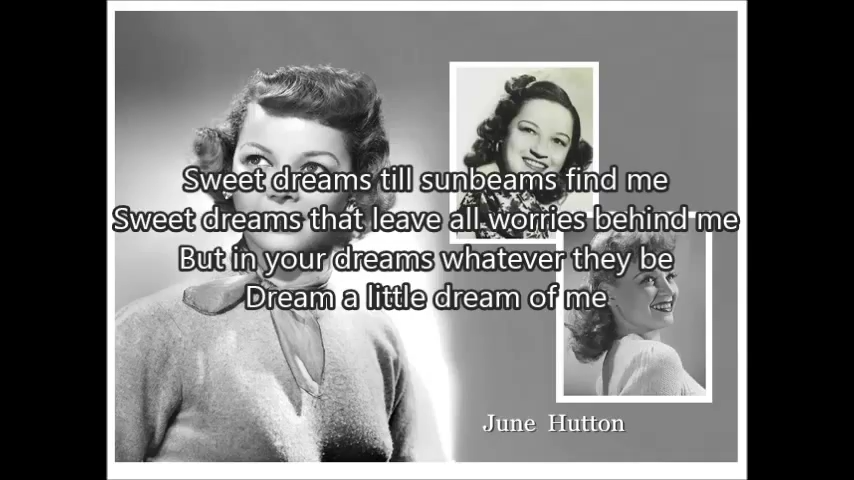 Sweet dreams till sunbeams find me
Sweet dreams that leave all worries behind me
But in your dreams whatever they be
Dream a little dream of me
June Hutton